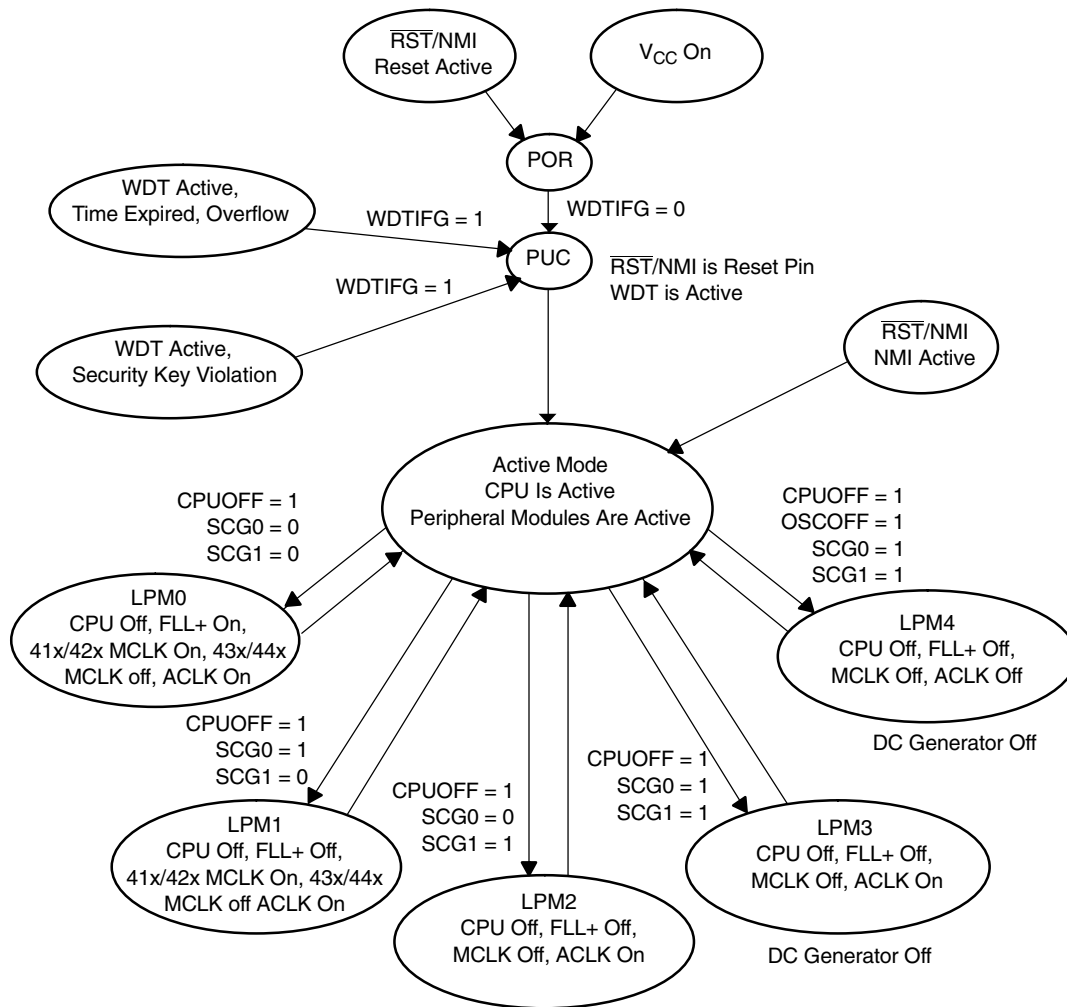 R̅S̅T̅/NMI
Reset Active
VCC On
POR
WDT Active,
Time Expired, Overflow
WDTIFG = 1
WDTIFG = 0
PUC
R̅S̅T̅/NMI is Reset Pin
WDT is Active
WDTIFG = 1
WDT Active,
Security Key Violation
R̅S̅T̅/NMI
NMI Active
Active Mode
CPU Is Active
Peripheral Modules Are Active
CPUOFF = 1
SCG0 = 0
SCG1 = 0
CPUOFF = 1
OSCOFF = 1
SCG0 = 1
SCG1 = 1
LPM0
CPU Off, FLL+ On,
41x/42x MCLK On, 43x/44x
MCLK off, ACLK On
LPM4
CPU Off, FLL+ Off,
MCLK Off, ACLK Off
DC Generator Off
CPUOFF = 1
SCG0 = 1
SCG1 = 0
CPUOFF = 1
SCG0 = 0
SCG1 = 1
CPUOFF = 1
SCG0 = 1
SCG1 = 1
LPM1
CPU Off, FLL+ Off,
41x/42x MCLK On, 43x/44x
MCLK off ACLK On
LPM2
CPU Off, FLL+ Off,
MCLK Off, ACLK On
LPM3
CPU Off, FLL+ Off,
MCLK Off, ACLK On
DC Generator Off